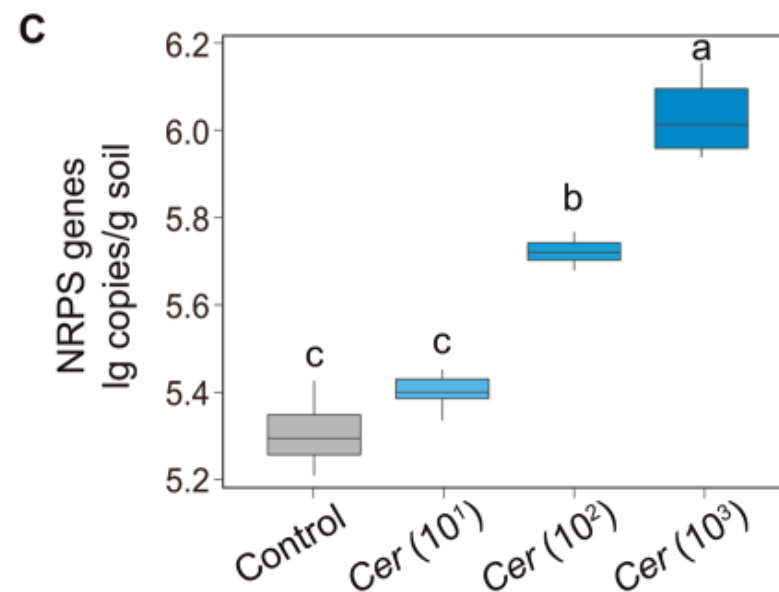 C
NRPS genes
lg copies/g soil
6.2
6.0
5.8
5.6
5.4
5.2
c
c
b
a
Control
Cer (10¹)
Cer (10²)
Cer (10³)